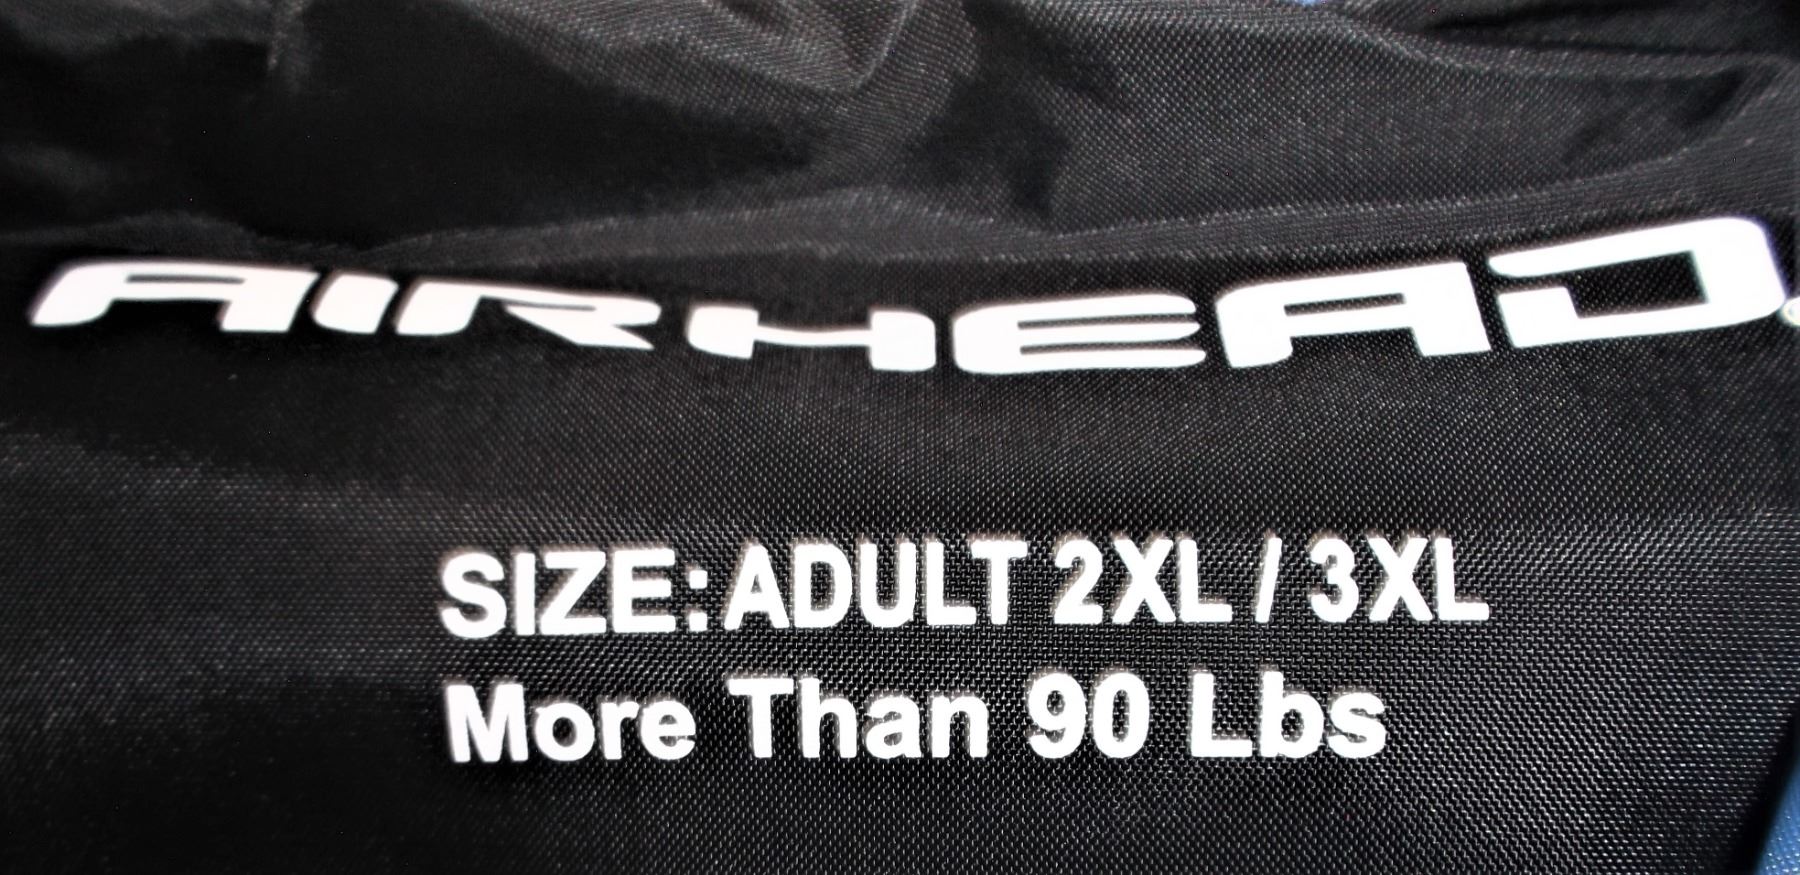 AIRHEAD
SIZE: ADULT 2XL / 3XL
More Than 90 Lbs